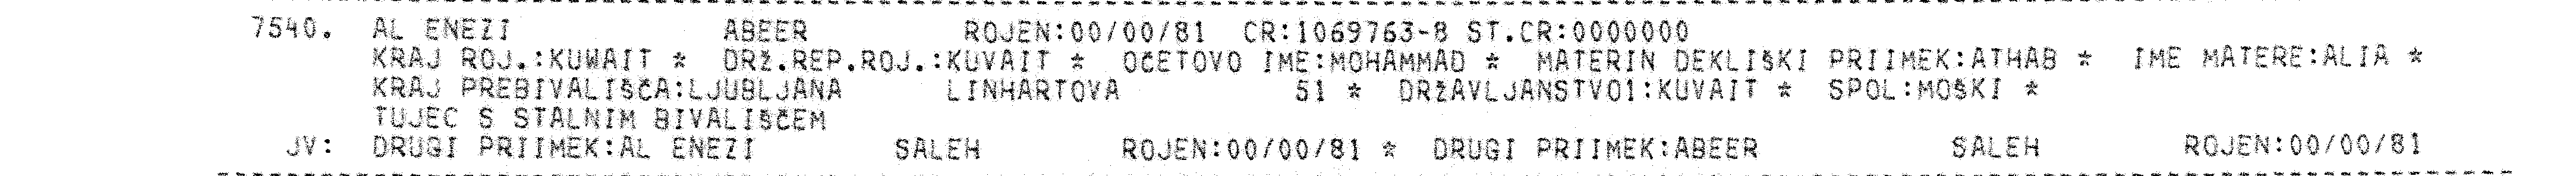 7540. AL ENEZI ABEER ROJEN:00/00/81 CR:1069763-8 ST.CR:0000000
KRAJ ROJ.:KUWAIT * DRŽ.REP.ROJ.:KUVAIT * OČETOVO IME:MOHAMMAD * MATERIN DEKLIŠKI PRIIMEK:ATHAB * IME MATERE:ALIA *
KRAJ PREBIVALIŠČA:LJUBLJANA LINHARTOVA 51 * DRŽAVLJANSTVO1:KUVAIT * SPOL:MOŠKI *
TUJEC S STALNIM BIVALIŠČEM
JV: DRUGI PRIIMEK:AL ENEZI SALEH ROJEN:00/00/81 * DRUGI PRIIMEK:ABEER SALEH ROJEN:00/00/81